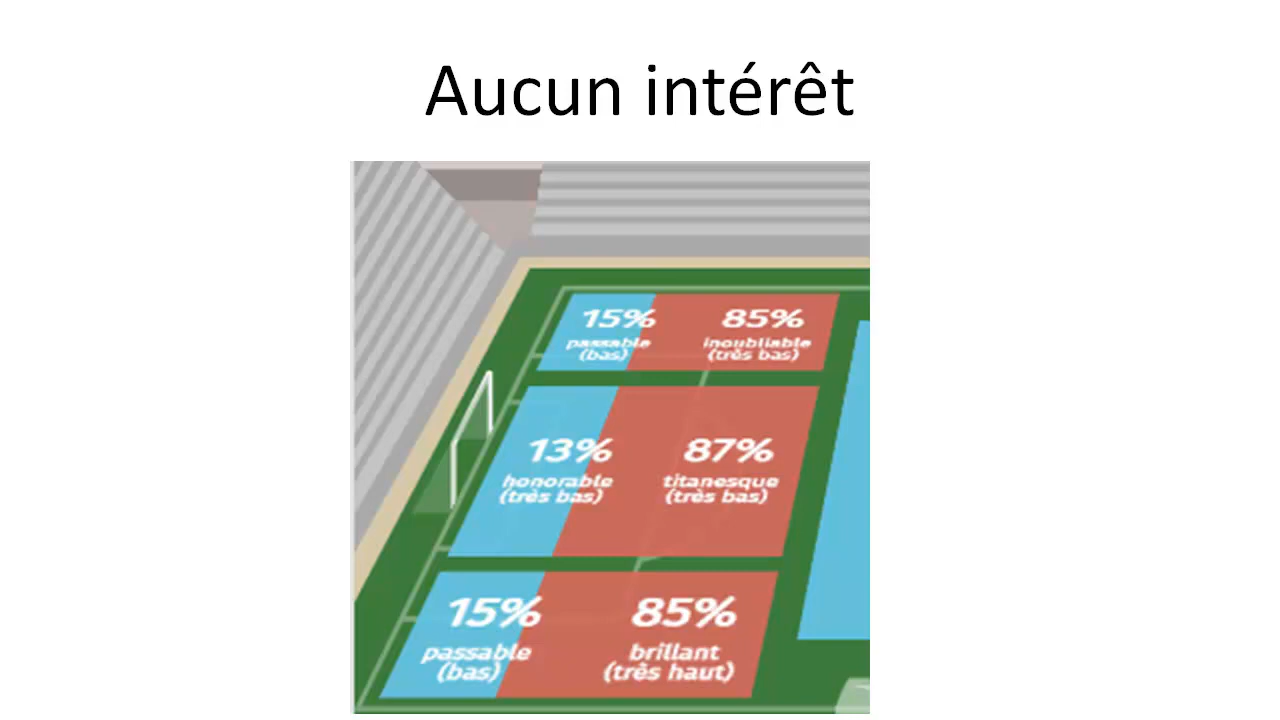 Aucun intérêt
15% 85%
passable inoubliable
(bas) (très bas)
13% 87%
honorable titanesque
(très bas) (très bas)
15% 85%
passable brillant
(bas) (très haut)